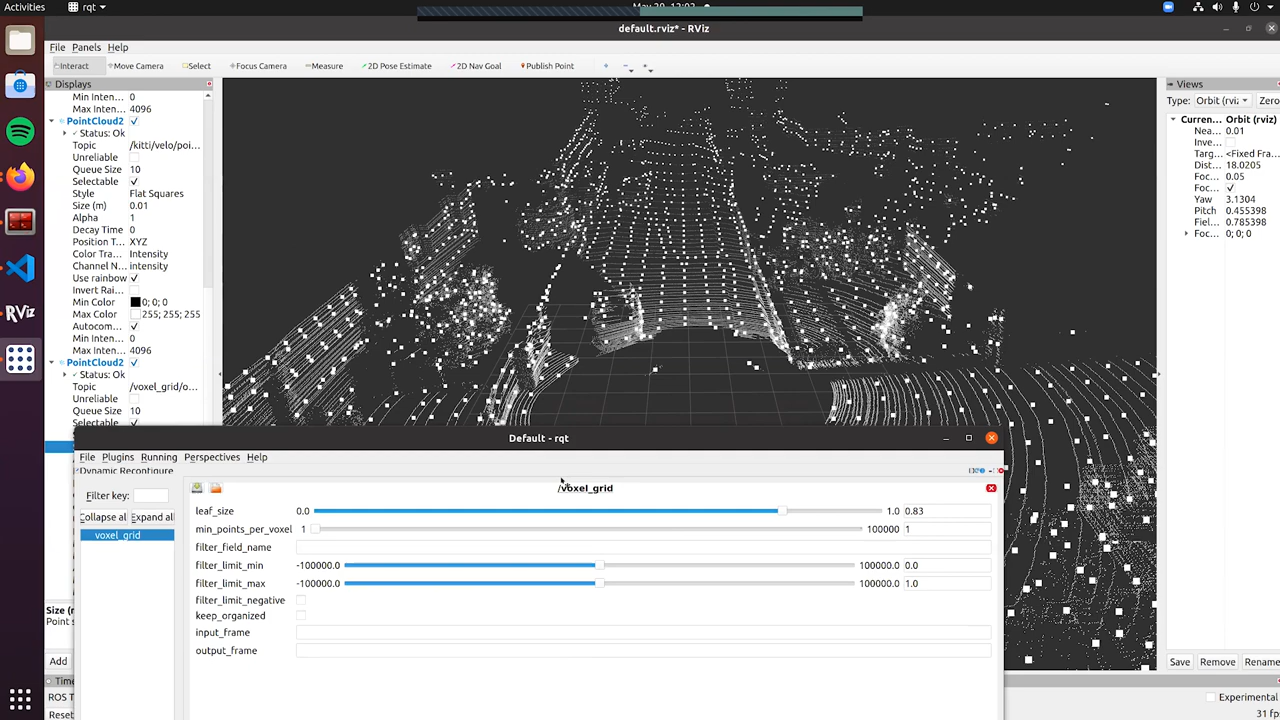 Activities
rqt
default.rviz* - RViz
File Panels Help
Interact Move Camera Select Focus Camera Measure 2D Pose Estimate 2D Nav Goal Publish Point
Displays
Min Inten... 0
Max Inten... 4096
PointCloud2
Status: Ok
Topic /kitti/velo/poi...
Unreliable
Queue Size 10
Selectable
Style Flat Squares
Size (m) 0.01
Alpha 1
Decay Time 0
Position T... XYZ
Color Tra... Intensity
Channel N... intensity
Use rainbow
Invert Rai...
Min Color 0; 0; 0
Max Color 255; 255; 255
Autocom...
Min Inten... 0
Max Inten... 4096
PointCloud2
Status: Ok
Topic /voxel_grid/o...
Unreliable
Queue Size 10
Selectable
Size (m)
Add
ROS T
Reset
Views
Type: Orbit (rvi: Zero
Curren... Orbit (rviz)
Nea... 0.01
Inve...
Targ... <Fixed Fra...
Dist... 18.0205
Foc... 0.05
Foc...
Yaw 3.1304
Pitch 0.455398
Fiel... 0.785398
Foc... 0; 0; 0
Save Remove Rename
Experimental
31 fp
Default - rqt
File Plugins Running Perspectives Help
Dynamic Reconfigure
Filter key:
Collapse all Expand all
voxel_grid
/voxel_grid
leaf_size 0.0 1.0 0.83
min_points_per_voxel 1 100000 1
filter_field_name
filter_limit_min -100000.0 100000.0 0.0
filter_limit_max -100000.0 100000.0 1.0
filter_limit_negative
keep_organized
input_frame
output_frame